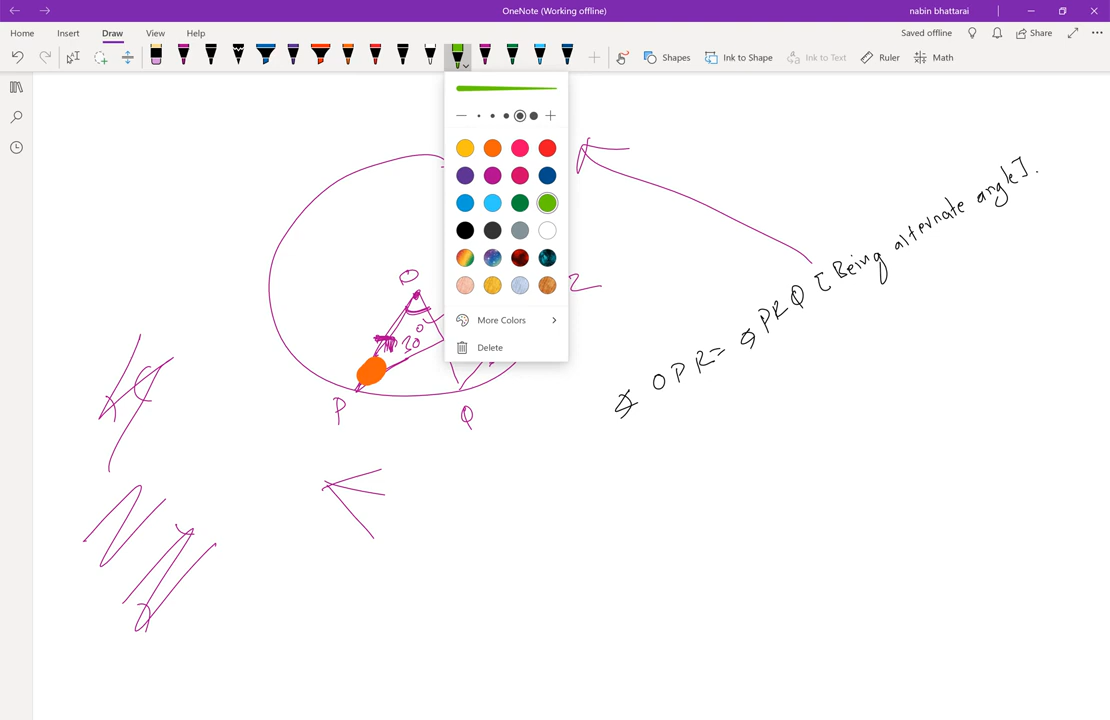 OneNote (Working offline)
nabin bhattarai
Home
Insert
Draw
View
Help
Saved offline
Share
Ink to Shape
Shapes
Ink to Text
Ruler
Math
More Colors
Delete
O
30
P
Q
∡ OPR = ∡PRQ [Being alternate angle].